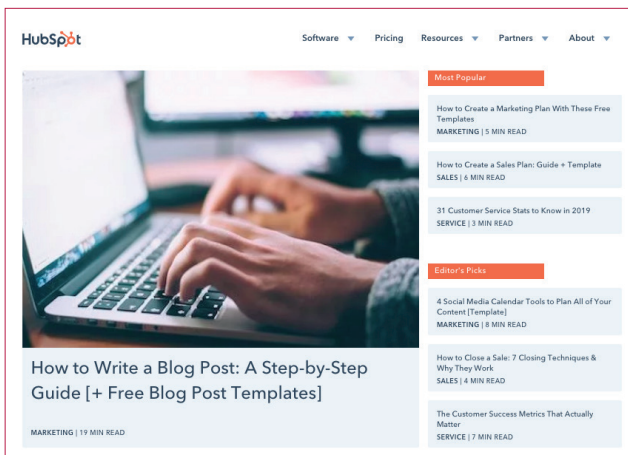 HubSpot
Software Pricing Resources Partners About
How to Write a Blog Post: A Step-by-Step
Guide [+ Free Blog Post Templates]
MARKETING | 19 MIN READ
Most Popular
How to Create a Marketing Plan With These Free
Templates
MARKETING | 5 MIN READ
How to Create a Sales Plan: Guide + Template
SALES | 6 MIN READ
31 Customer Service Stats to Know in 2019
SERVICE | 3 MIN READ
Editor's Picks
4 Social Media Calendar Tools to Plan All of Your
Content [Template]
MARKETING | 8 MIN READ
How to Close a Sale: 7 Closing Techniques &
Why They Work
SALES | 4 MIN READ
The Customer Success Metrics That Actually
Matter
SERVICE | 7 MIN READ